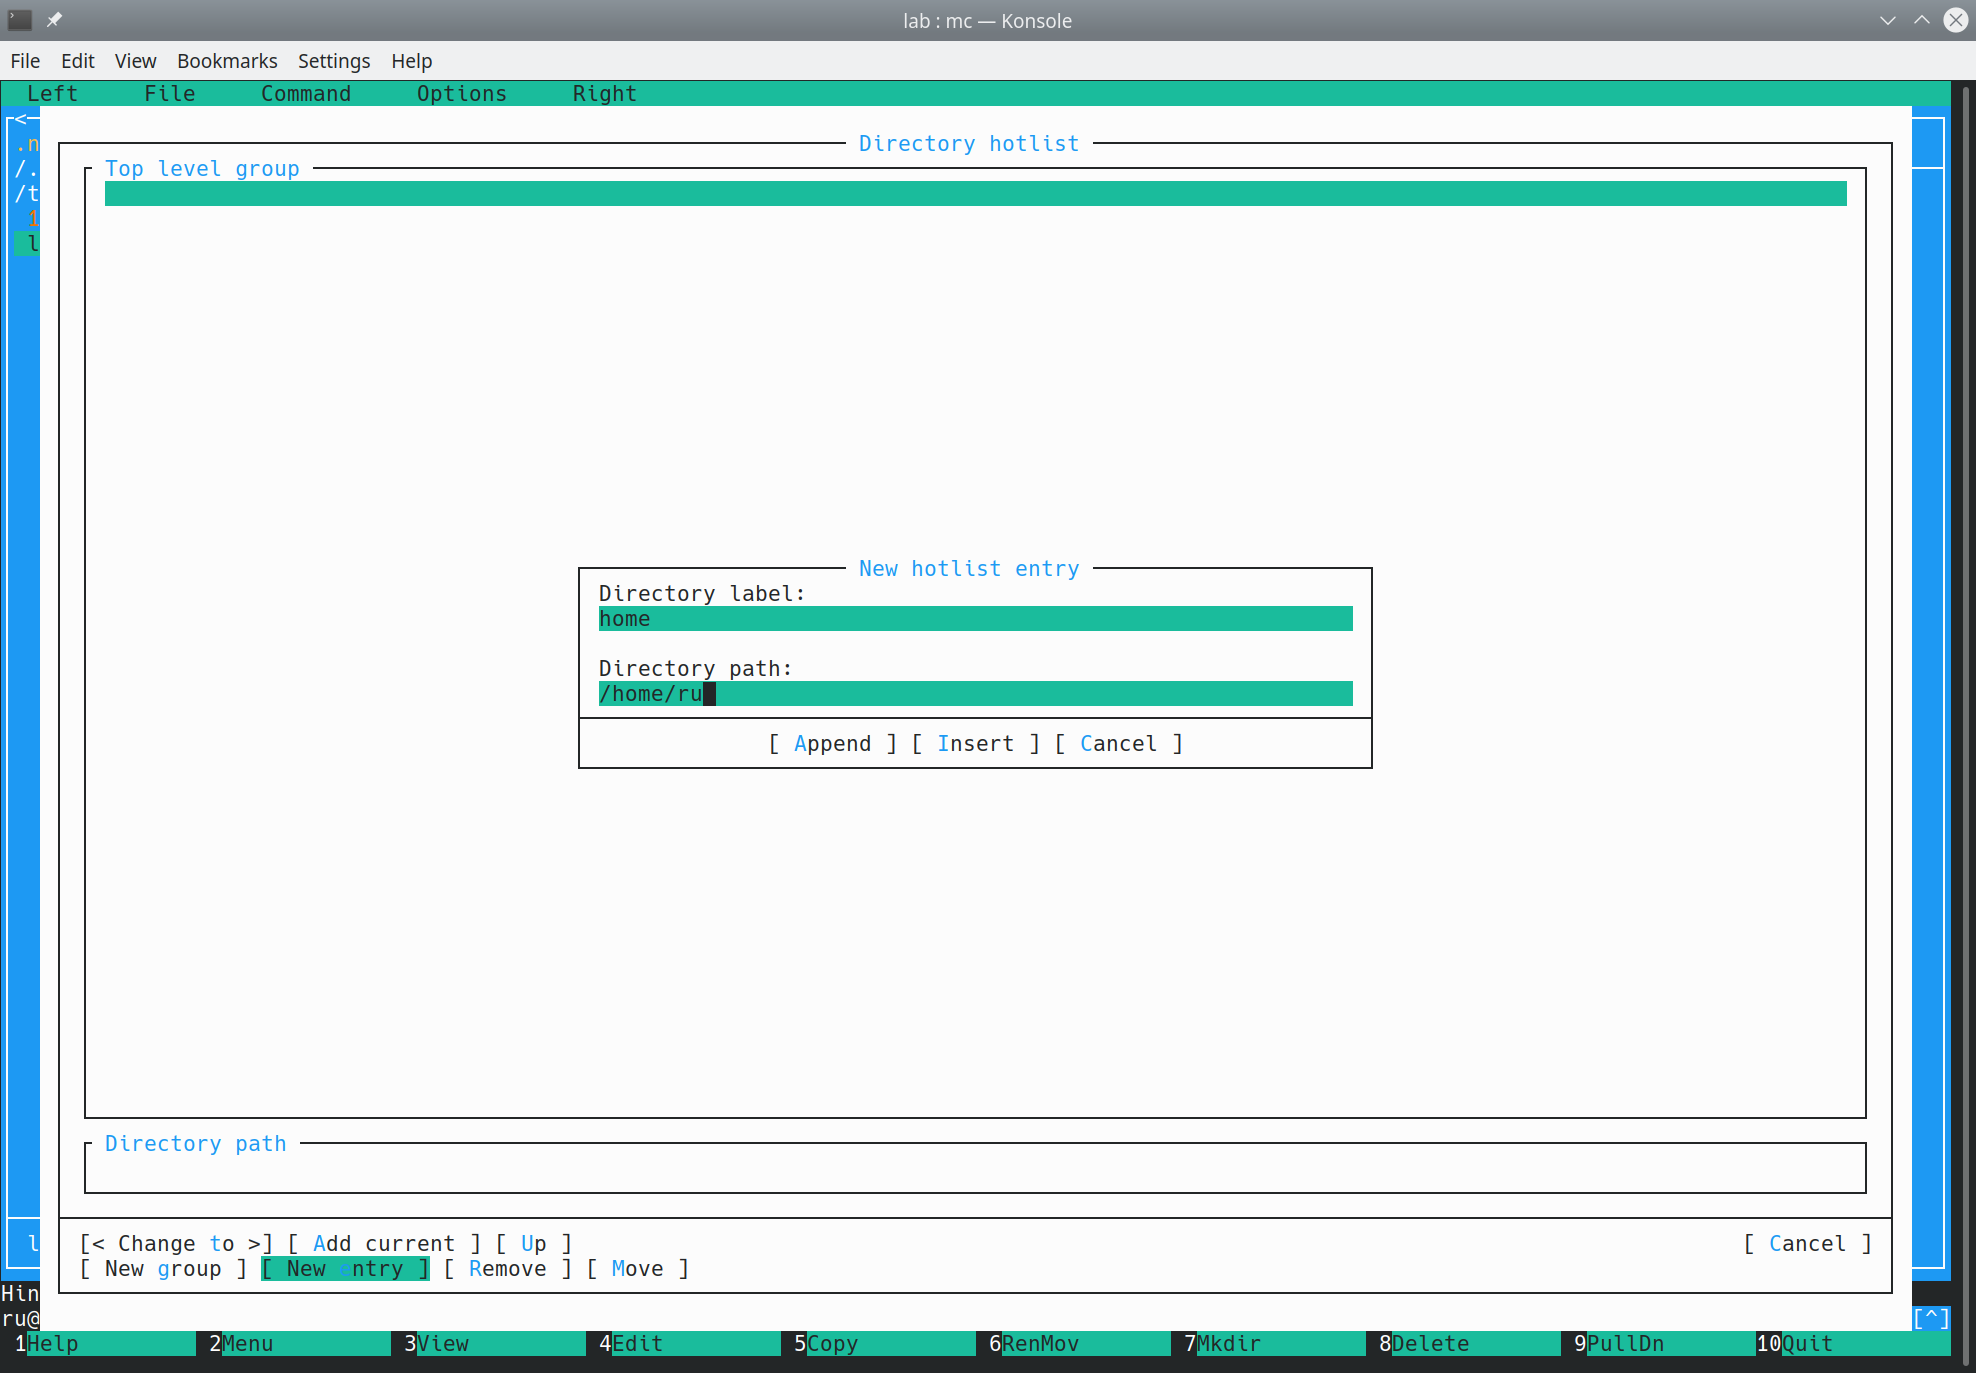 lab : mc — Konsole
File Edit View Bookmarks Settings Help
Left File Command Options Right
<
.n
/.
/t
1
l
Directory hotlist
Top level group
New hotlist entry
Directory label:
home
Directory path:
/home/ru
[ Append ] [ Insert ] [ Cancel ]
Directory path
l
[< Change to >] [ Add current ] [ Up ] [ Cancel ]
[ New group ] [ New entry ] [ Remove ] [ Move ]
Hin
ru@ [^]
1Help 2Menu 3View 4Edit 5Copy 6RenMov 7Mkdir 8Delete 9PullDn 10Quit